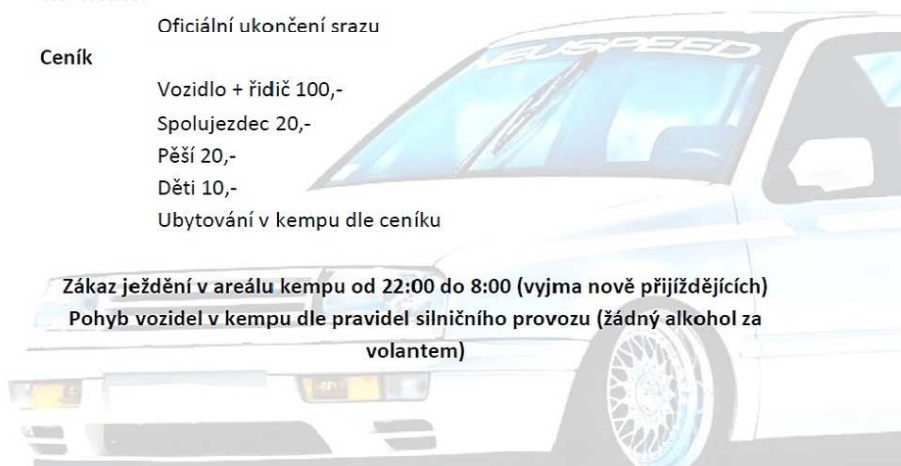 Oficiální ukončení srazu
Ceník
Vozidlo + řidič 100,-
Spolujezdec 20,-
Pěší 20,-
Děti 10,-
Ubytování v kempu dle ceníku
Zákaz ježdění v areálu kempu od 22:00 do 8:00 (vyjma nově přijíždějících)
Pohyb vozidel v kempu dle pravidel silničního provozu (žádný alkohol za
volantem)
NEUSPEED